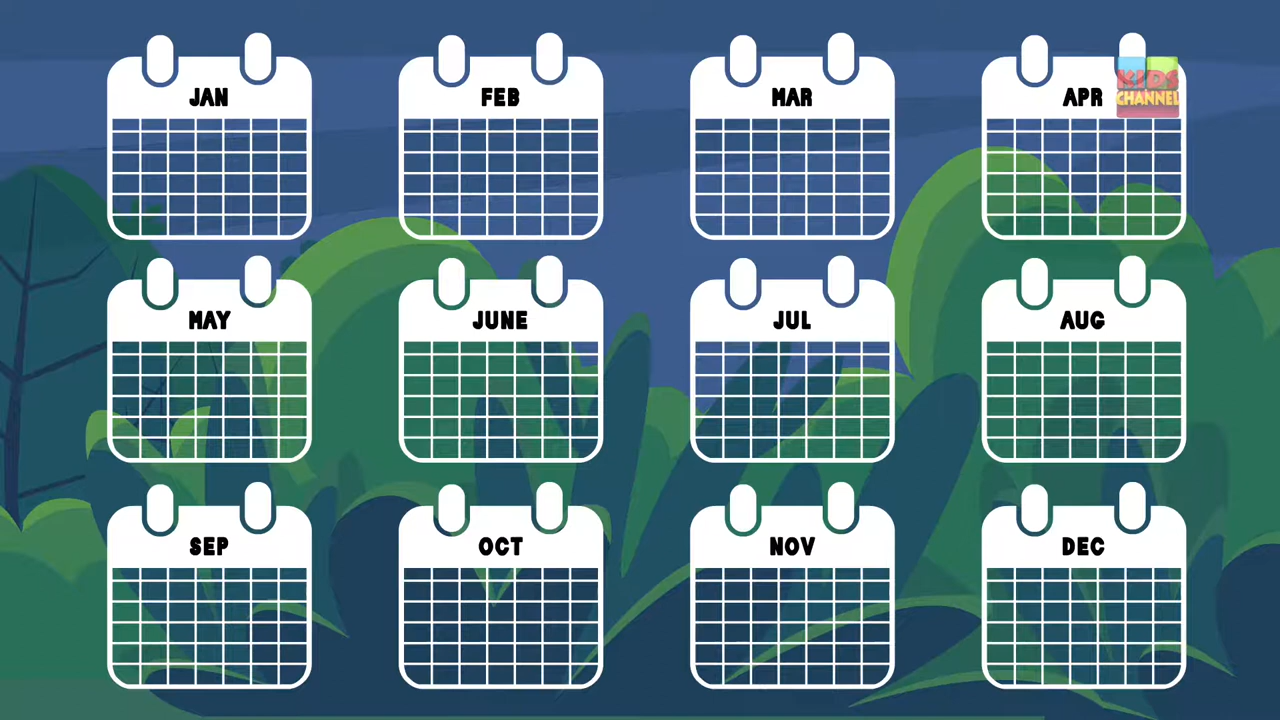 JAN
FEB
MAR
APR
KIDS
CHANNEL
MAY
JUNE
JUL
AUG
SEP
OCT
NOV
DEC